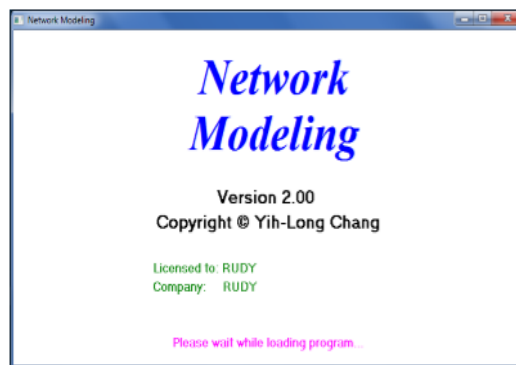 Network Modeling
Network
Modeling
Version 2.00
Copyright © Yih-Long Chang
Licensed to: RUDY
Company: RUDY
Please wait while loading program...